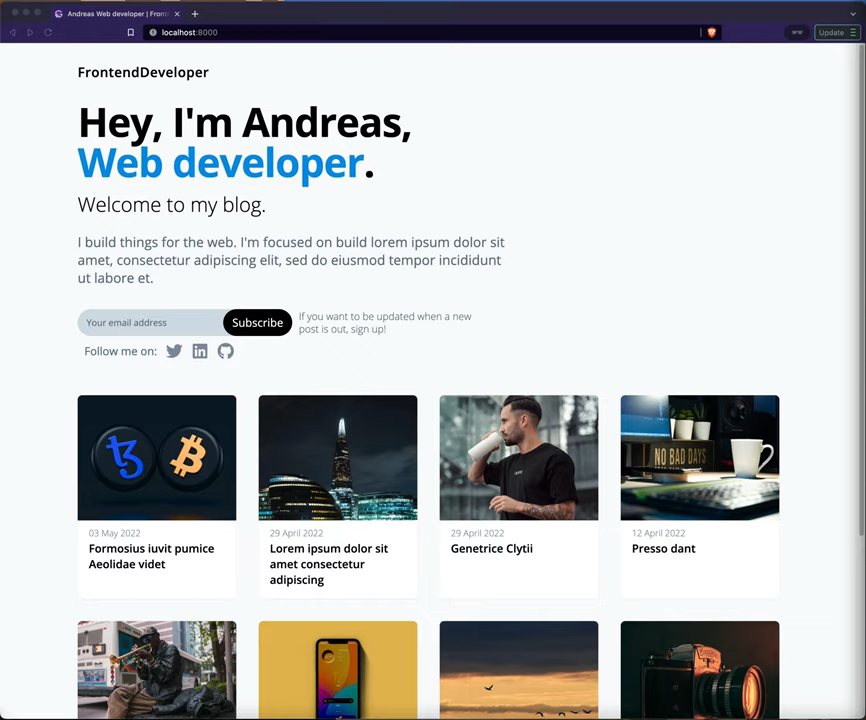 Andreas Web developer | Front
localhost:8000
Update
FrontendDeveloper
Hey, I'm Andreas,
Web developer.
Welcome to my blog.
I build things for the web. I'm focused on build lorem ipsum dolor sit
amet, consectetur adipiscing elit, sed do eiusmod tempor incididunt
ut labore et.
Your email address
Subscribe
If you want to be updated when a new
post is out, sign up!
Follow me on:
NO BAD DAYS
03 May 2022
Formosius iuvit pumice
Aeolidae videt
29 April 2022
Lorem ipsum dolor sit
amet consectetur
adipiscing
29 April 2022
Genetrice Clytii
12 April 2022
Presso dant